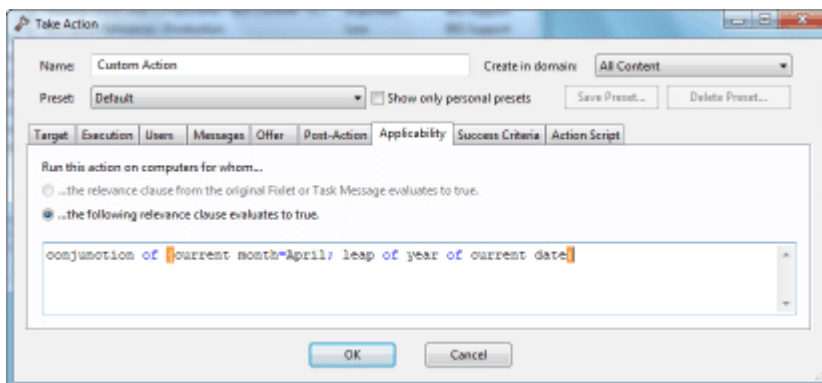 Take Action
Name: Custom Action Create in domain: All Content
Preset: Default Show only personal presets Save Preset... Delete Preset...
Target Execution Users Messages Offer Post-Action Applicability Success Criteria Action Script
Run this action on computers for whom...
...the relevance clause from the original Fixlet or Task Message evaluates to true.
...the following relevance clause evaluates to true.
conjunction of (current month=April; leap of year of current date)
OK Cancel